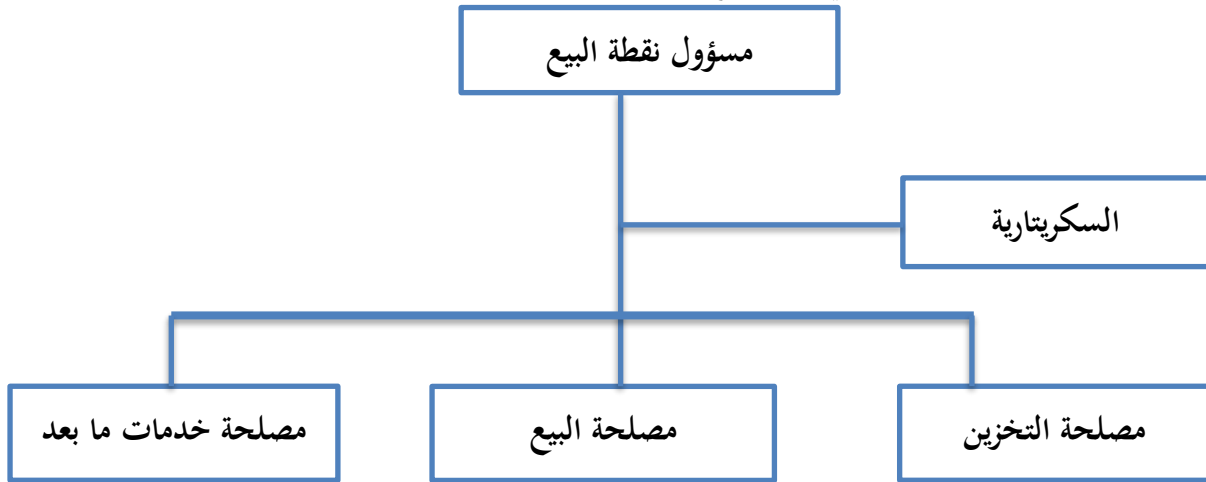 مسؤول نقطة البيع
السكريتارية
مصلحة التخزين
مصلحة البيع
مصلحة خدمات ما بعد